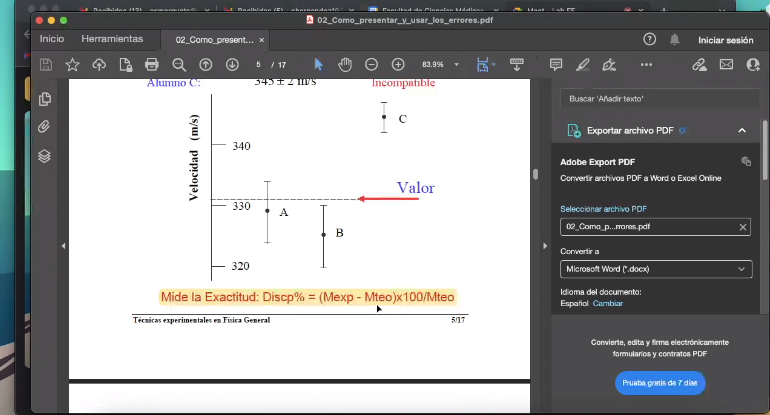 02_Como_presentar_y_usar_los_errores.pdf
Inicio Herramientas 02_Como_present... × Iniciar sesión
5 / 17 83.9%
Alumno C: 345 ± 2 m/s Incompatible
Velocidad (m/s)
C
340
Valor
330 A
B
320
Mide la Exactitud: Discp% = (Mexp - Mteo)x100/Mteo
Técnicas experimentales en Física General 5/17
Buscar 'Añadir texto'
Exportar archivo PDF
Adobe Export PDF
Convertir archivos PDF a Word o Excel Online
Seleccionar archivo PDF
02_Como_p...rrores.pdf
Convertir a
Microsoft Word (*.docx)
Idioma del documento:
Español Cambiar
Convierte, edita y firma electrónicamente
formularios y contratos PDF
Prueba gratis de 7 días